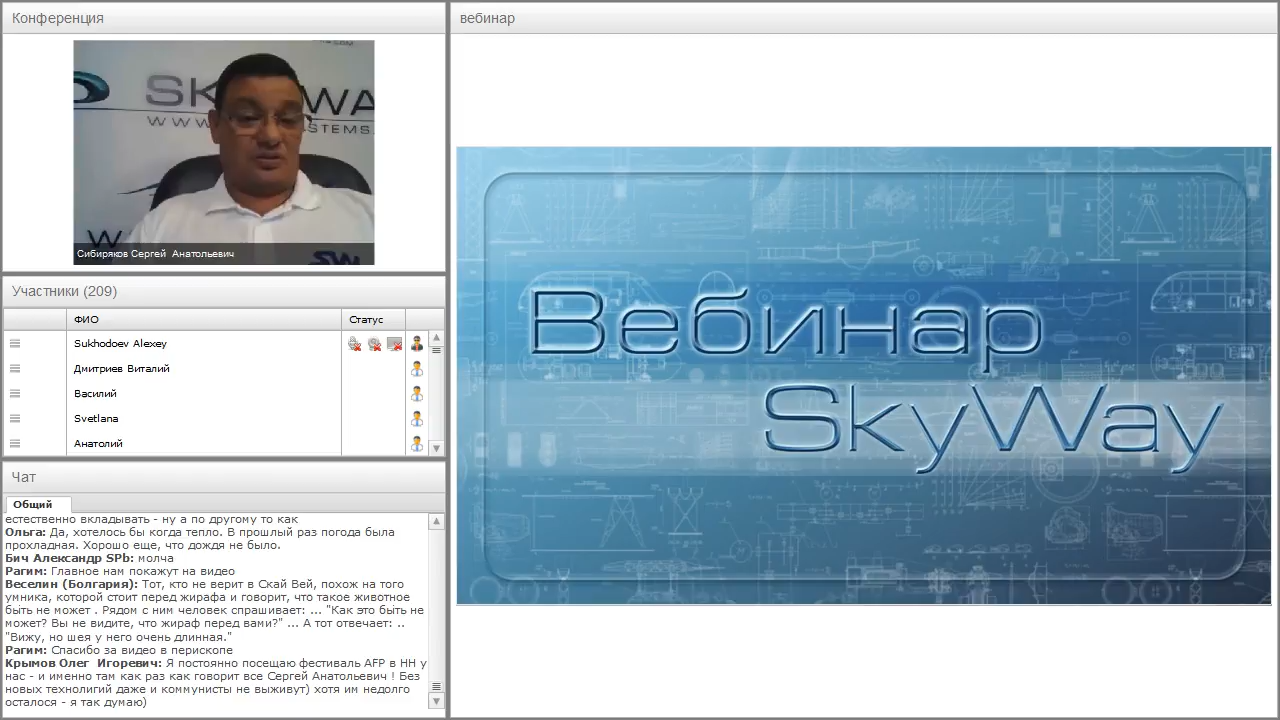 Конференция
SKYWAY
WWW
STEMS.
W
SW
Сибиряков Сергей Анатольевич
Участники (209)
ФИО
Статус
Sukhodoev Alexey
Дмитриев Виталий
Василий
Svetlana
Анатолий
Чат
Общий
естественно вкладывать - ну а по другому то как
Ольга: Да, хотелось бы когда тепло. В прошлый раз погода была
прохладная. Хорошо еще, что дождя не было.
Бич Александр SPb: молча
Рагим: Главное нам покажут на видео
Веселин (Болгария): Тот, кто не верит в Скай Вей, похож на того
умника, которой стоит перед жирафа и говорит, что такое животное
быть не может . Рядом с ним человек спрашивает: ... "Как это быть не
может? Вы не видите, что жираф перед вами?" ... А тот отвечает: ..
"Вижу, но шея у него очень длинная."
Рагим: Спасибо за видео в перископе
Крымов Олег Игоревич: Я постоянно посещаю фестиваль AFP в НН у
нас - и именно там как раз как говорит все Сергей Анатольевич ! Без
новых технолигий даже и коммунисты не выживут) хотя им недолго
осталося - я так думаю)
вебинар
Вебинар
SkyWay